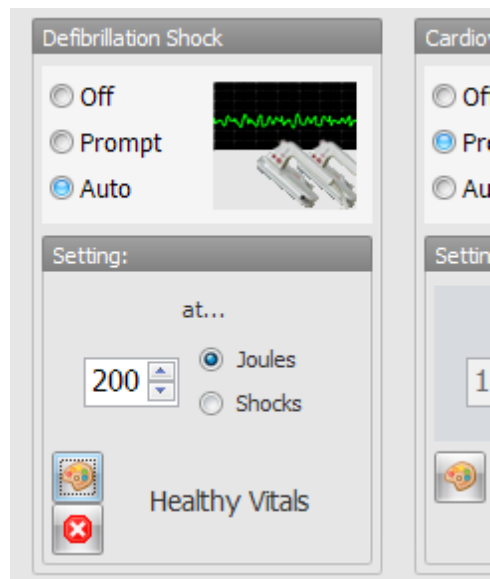 Defibrillation Shock
Off
Prompt
Auto
Setting:
at...
200
Joules
Shocks
Healthy Vitals